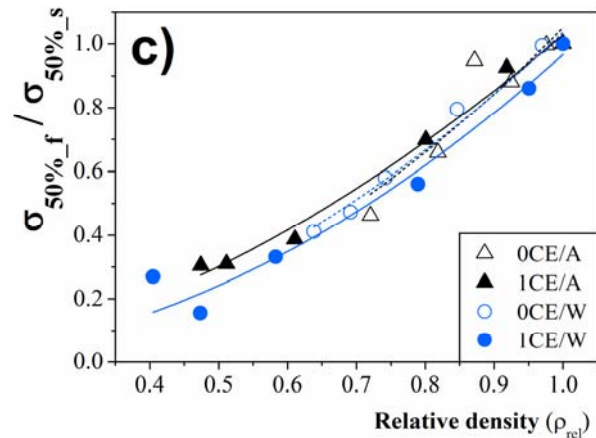 c)
σ50%_f / σ50%_s
1.0
0.8
0.6
0.4
0.2
0.0
0.4 0.5 0.6 0.7 0.8 0.9 1.0
Relative density (ρrel)
0CE/A
1CE/A
0CE/W
1CE/W